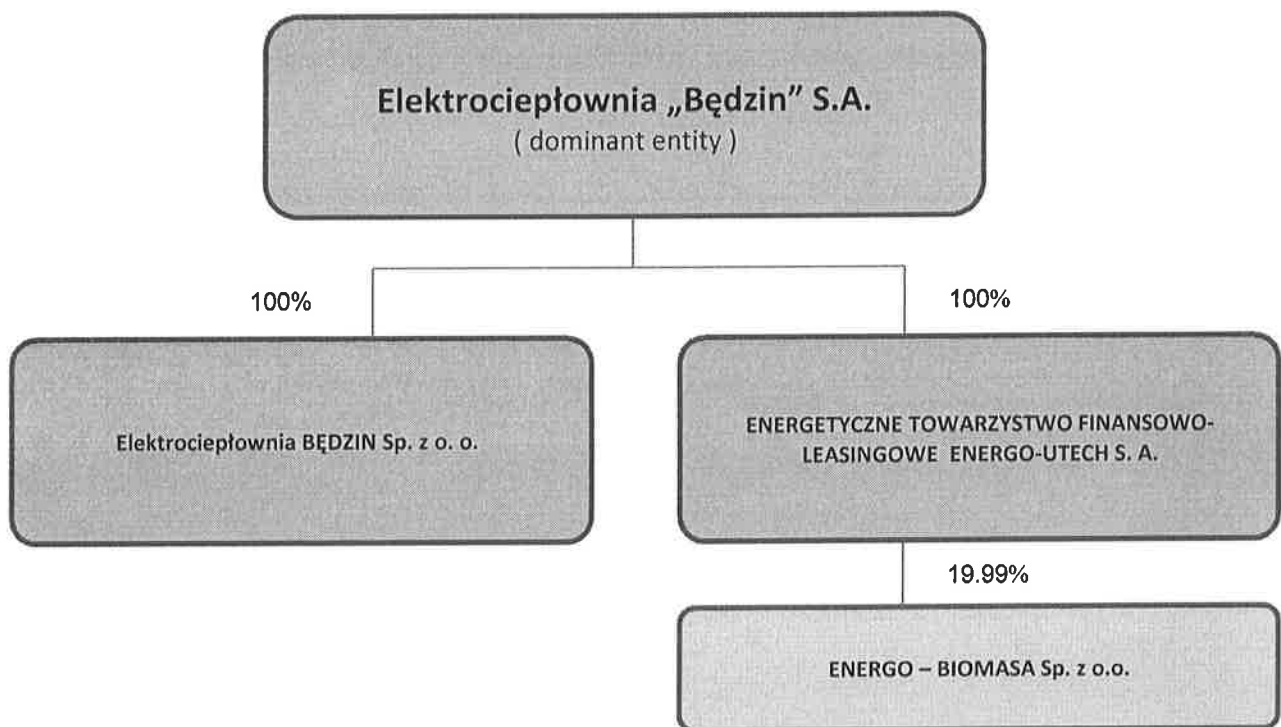 Elektrociepłownia „Będzin” S.A.
( dominant entity )
100%
100%
Elektrociepłownia BĘDZIN Sp. z o. o.
ENERGETYCZNE TOWARZYSTWO FINANSOWO-
LEASINGOWE ENERGO-UTECH S. A.
19.99%
ENERGO – BIOMASA Sp. z o.o.